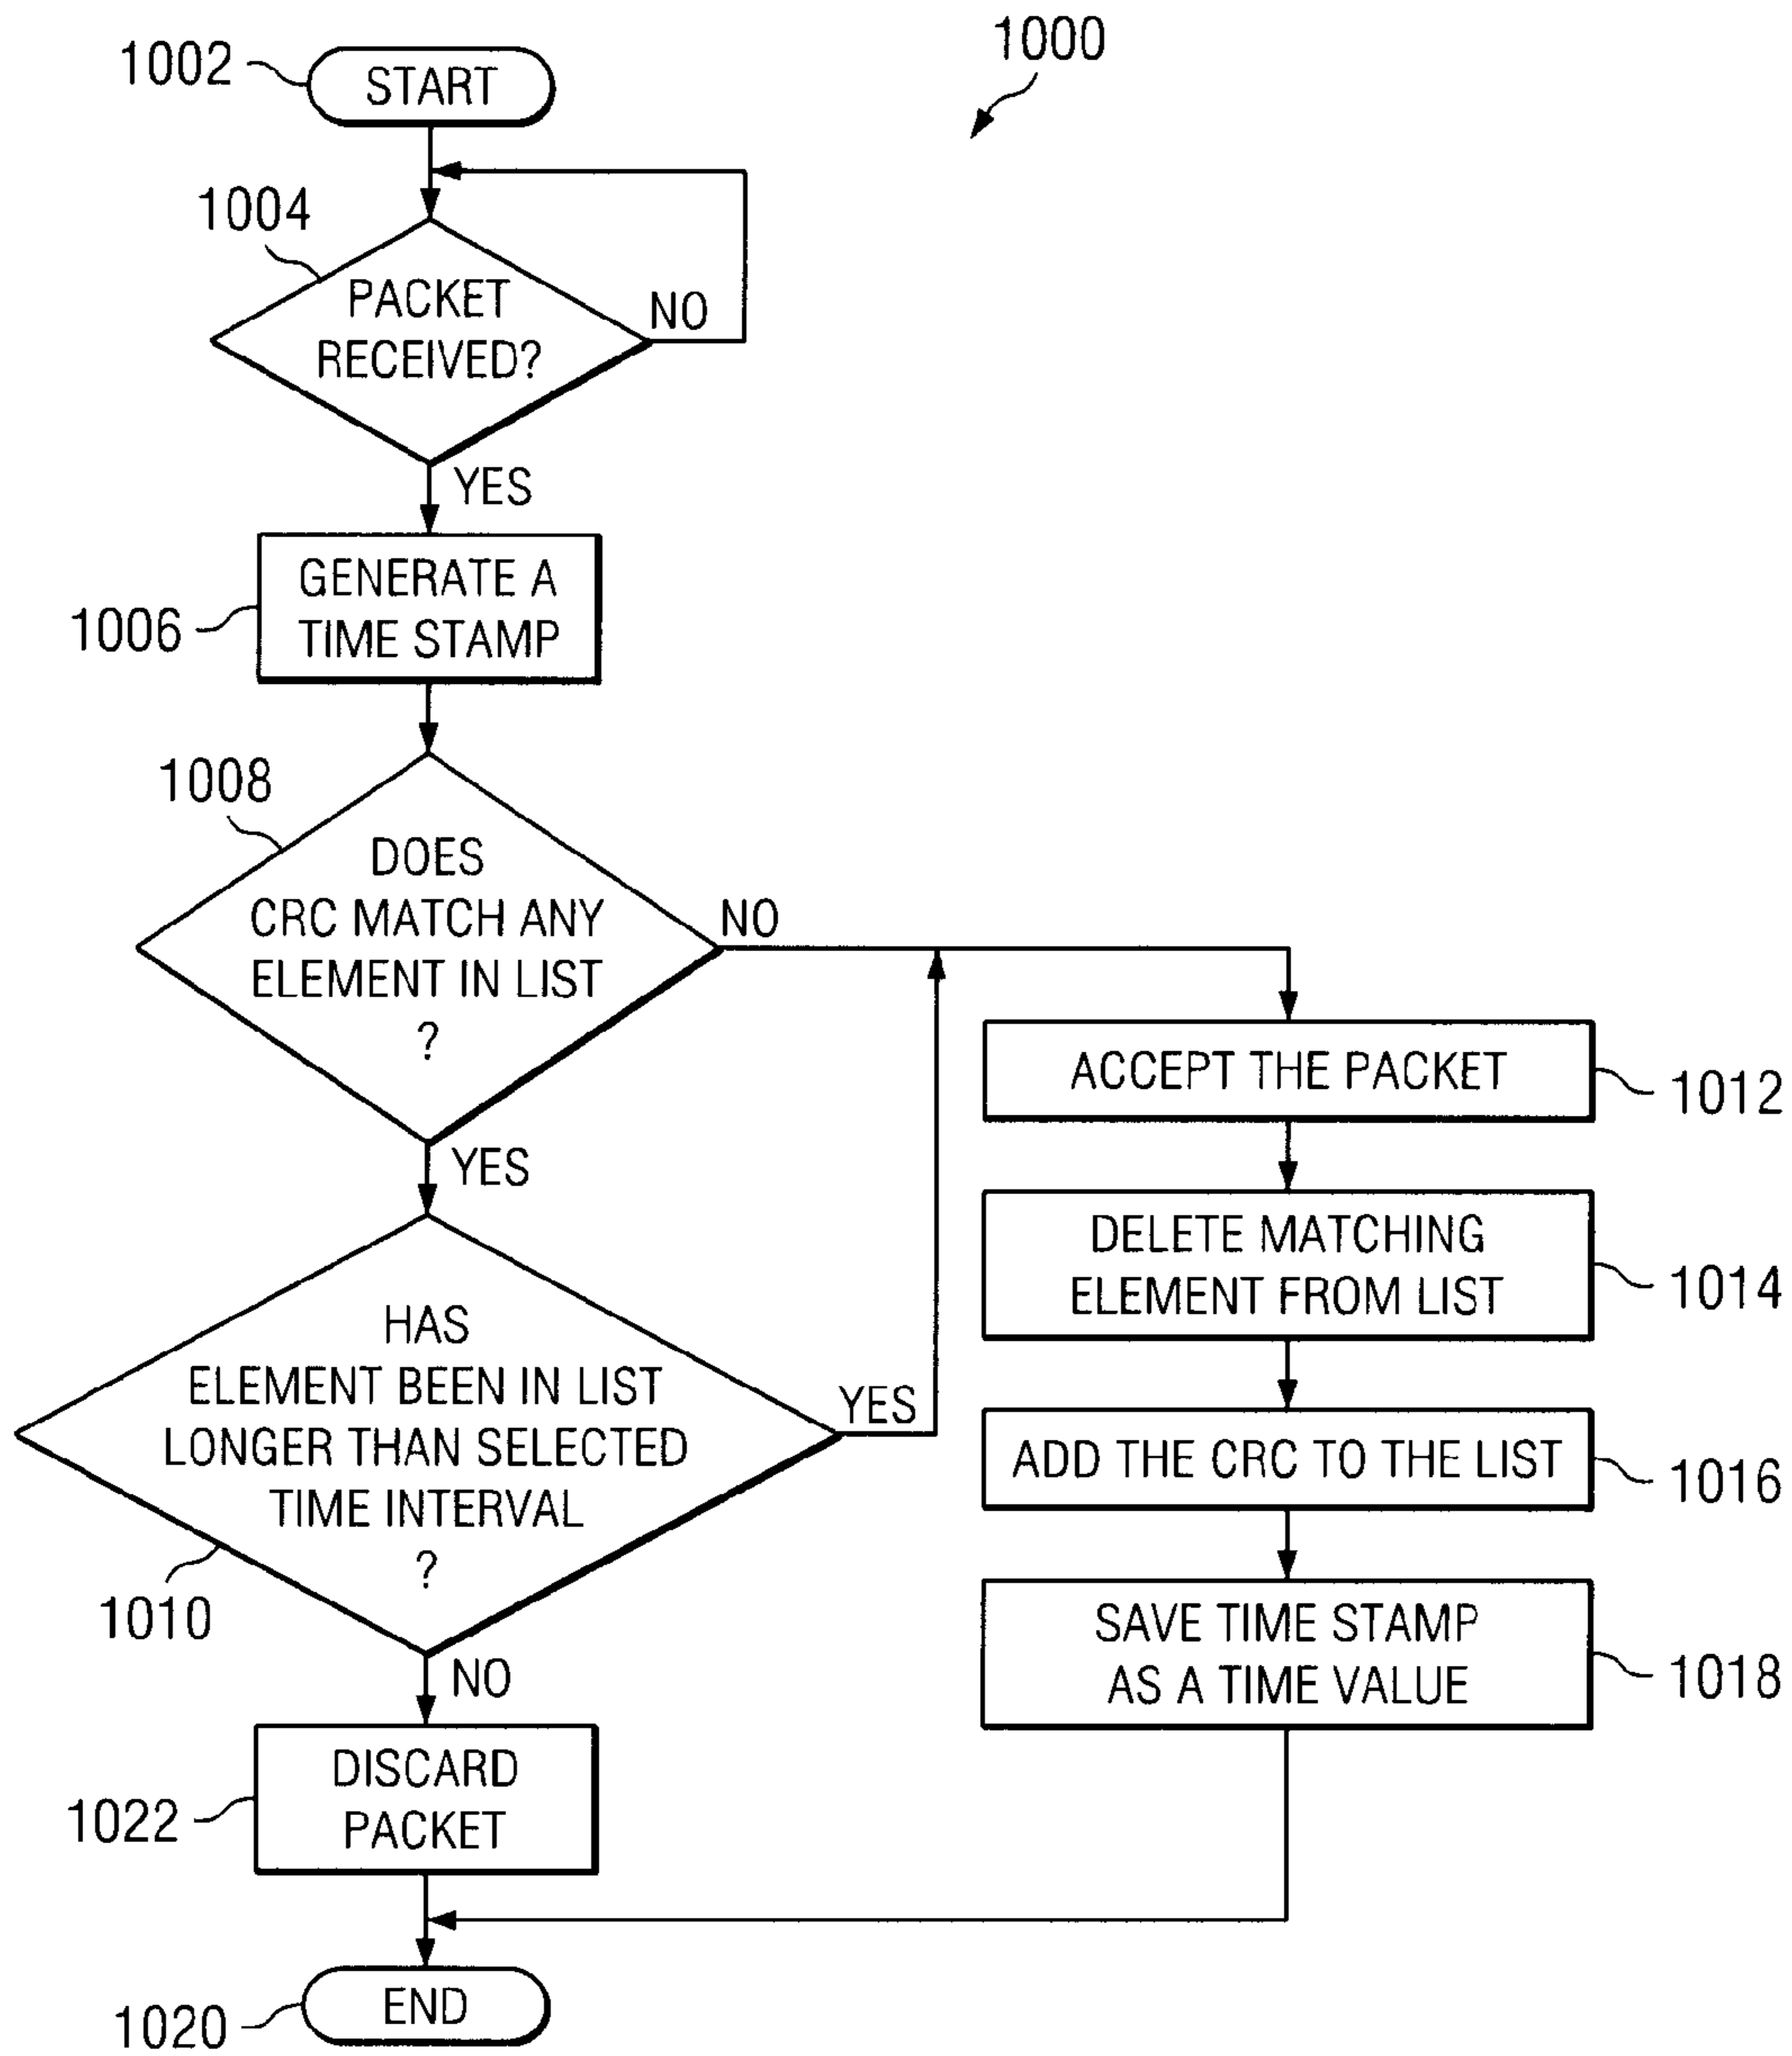 1000
1002
START
1004
PACKET
RECEIVED?
NO
YES
GENERATE A
TIME STAMP
1006
1008
DOES
CRC MATCH ANY
ELEMENT IN LIST
?
NO
YES
HAS
ELEMENT BEEN IN LIST
LONGER THAN SELECTED
TIME INTERVAL
?
YES
1010
NO
DISCARD
PACKET
1022
ACCEPT THE PACKET
1012
DELETE MATCHING
ELEMENT FROM LIST
1014
ADD THE CRC TO THE LIST
1016
SAVE TIME STAMP
AS A TIME VALUE
1018
END
1020